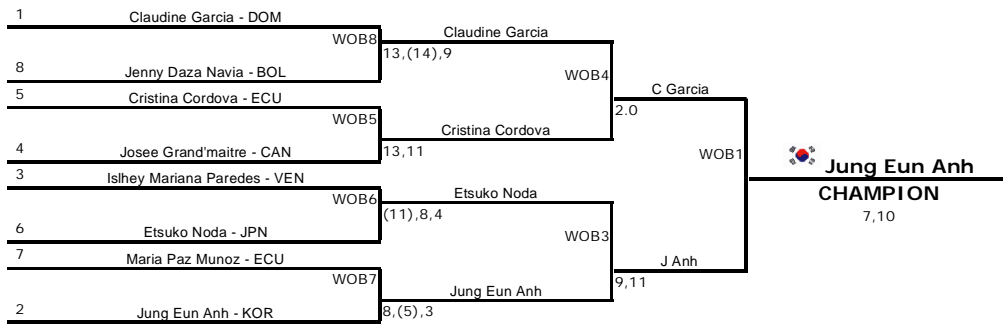 1 Claudine Garcia - DOM
WOB8 Claudine Garcia
13,(14),9
8 Jenny Daza Navia - BOL
WOB4
5 Cristina Cordova - ECU
C Garcia
2.0
WOB5 Cristina Cordova
13,11
4 Josee Grand'maitre - CAN
WOB1
3 Islhey Mariana Paredes - VEN
Jung Eun Anh
CHAMPION
7,10
WOB6 Etsuko Noda
(11),8,4
6 Etsuko Noda - JPN
WOB3
7 Maria Paz Munoz - ECU
J Anh
9,11
WOB7 Jung Eun Anh
8,(5),3
2 Jung Eun Anh - KOR